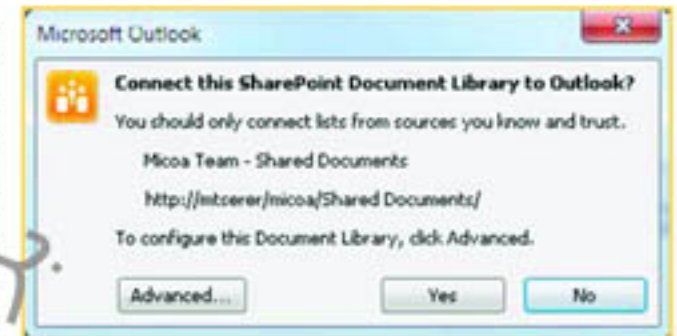 Microsoft Outlook
Connect this SharePoint Document Library to Outlook?
You should only connect lists from sources you know and trust.
Micoa Team - Shared Documents
http://mtserer/micoa/Shared Documents/
To configure this Document Library, click Advanced.
Advanced... Yes No